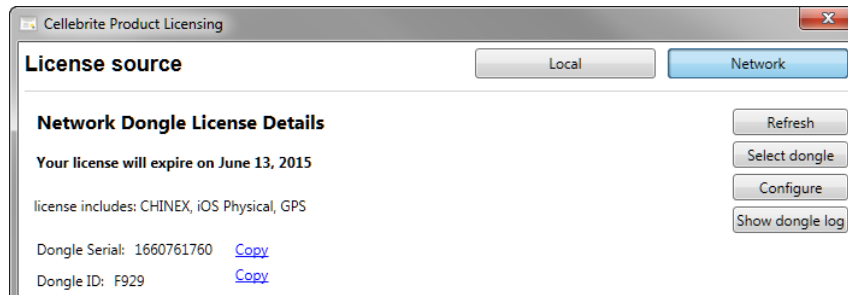 Cellebrite Product Licensing
License source
Local
Network
Network Dongle License Details
Refresh
Your license will expire on June 13, 2015
Select dongle
Configure
license includes: CHINEX, iOS Physical, GPS
Show dongle log
Dongle Serial: 1660761760 Copy
Dongle ID: F929 Copy